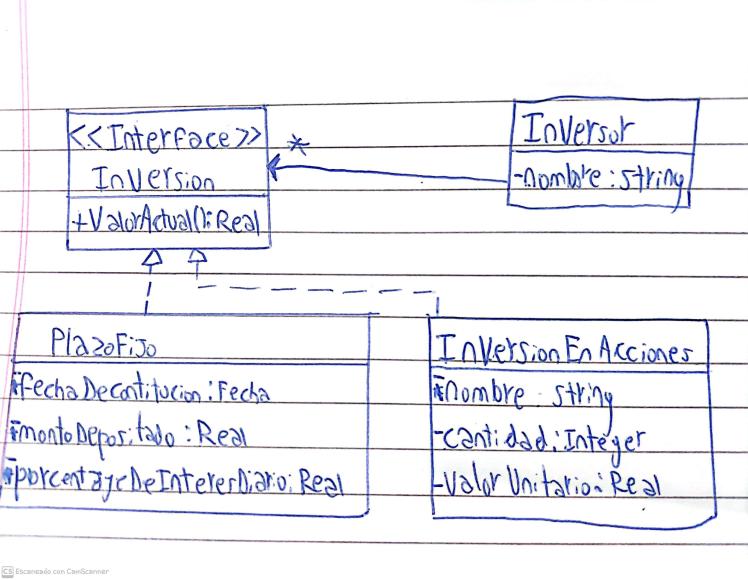 <<Interface>>
Inversion
+ValorActual():Real
*
Inversor
-nombre:string
PlazoFijo
-fechaDeContitucion:Fecha
-montoDepositado:Real
-porcentajeDeInteresDiario:Real
InversionEnAcciones
-nombre:string
-cantidad:Integer
-valorUnitario:Real
CS Escaneado con CamScanner